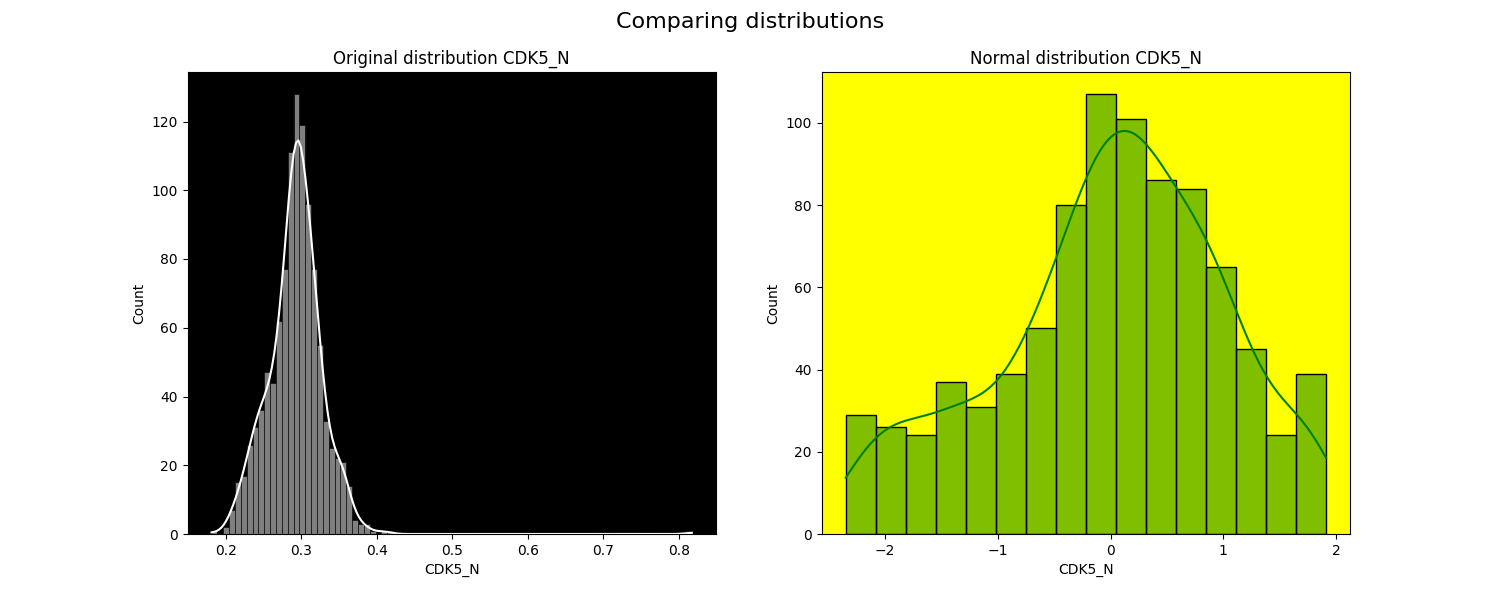 Comparing distributions
Original distribution CDK5_N
Count
120
100
80
60
40
20
0
0.2 0.3 0.4 0.5 0.6 0.7 0.8
CDK5_N
Normal distribution CDK5_N
Count
100
80
60
40
20
0
−2 −1 0 1 2
CDK5_N